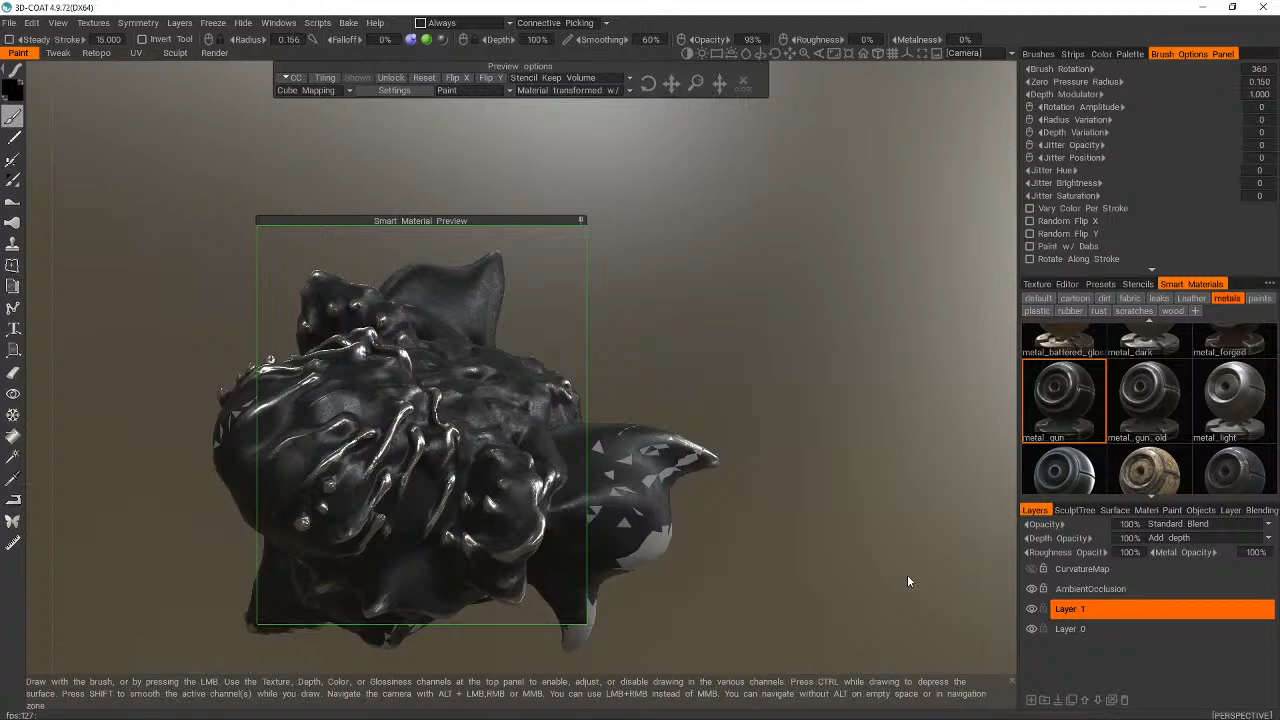 3D-COAT 4.9.72(DX64)
File Edit View Symmetry Textures Layers Freeze Hide Windows Scripts Bake Help Always Connective Picking
Steady Stroke 15.000 Invert Tool Radius 0.156 Falloff 0% Depth 100% Smoothing 60% Opacity 98% Roughness 0% Metalness 0%
Paint Tweak Retopo UV Sculpt Render [Camera] Brushes Strips Color Palette Brush Options Panel
Preview options
CC Tiling Shown Unlock Reset Flip X Flip Y Stencil Keep Volume
Cube Mapping Settings Paint Material transformed w/ CLOSE
Brush Rotation 360
Zero Pressure Radius 0.150
Depth Modulator 1.000
Rotation Amplitude 0
Radius Variation 0
Depth Variation 0
Jitter Opacity 0
Jitter Position 0
Jitter Hue 0
Jitter Brightness 0
Jitter Saturation 0
Vary Color Per Stroke
Random Flip X
Random Flip Y
Paint w/ Dabs
Rotate Along Stroke
Smart Material Preview
Texture Editor Presets Stencils Smart Materials
default cartoon dirt fabric leaks Leather metals paints
plastic rubber rust scratches wood +
metal_battered_glos metal_dark metal_forged
metal_gun metal_gun_old metal_light
Layers SculptTree Surface Materi Paint Objects Layer Blending
Opacity 100% Standard Blend
Depth Opacity 100% Add depth
Roughness Opacit 100% Metal Opacity 100%
CurvatureMap
AmbientOcclusion
Layer 1
Layer 0
Draw with the brush, or by pressing the LMB. Use the Texture, Depth, Color, or Glossiness channels at the top panel to enable, adjust, or disable drawing in the various channels. Press CTRL while drawing to depress the
surface. Press SHIFT to smooth the active channel(s) while you draw. Navigate the camera with ALT + LMB,RMB or MMB. You can use LMB+RMB instead of MMB. You can navigate without ALT on empty space or in navigation
zone
fps:127; [PERSPECTIVE]